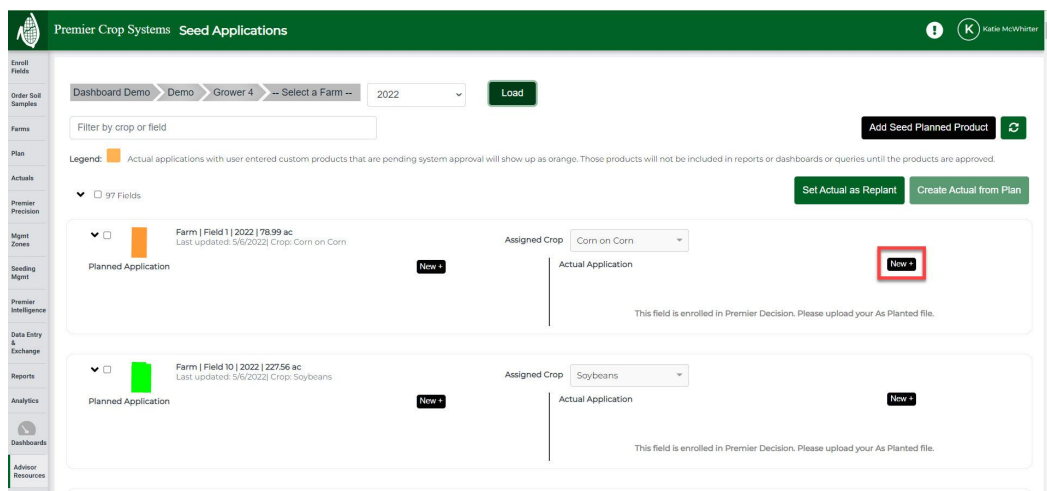 Premier Crop Systems Seed Applications
! K Katie McWhirter
Enroll
Fields
Order Soil
Samples
Farms
Plan
Actuals
Premier
Precision
Mgmt
Zones
Seeding
Mgmt
Premier
Intelligence
Data Entry
&
Exchange
Reports
Analytics
Dashboards
Advisor
Resources
Dashboard Demo Demo Grower 4 -- Select a Farm -- 2022 Load
Filter by crop or field Add Seed Planned Product
Legend: Actual applications with user entered custom products that are pending system approval will show up as orange. Those products will not be included in reports or dashboards or queries until the products are approved.
97 Fields Set Actual as Replant Create Actual from Plan
Farm | Field 1 | 2022 | 78.99 ac
Last updated: 5/6/2022| Crop: Corn on Corn Assigned Crop Corn on Corn
Planned Application New + Actual Application New +
This field is enrolled in Premier Decision. Please upload your As Planted file.
Farm | Field 10 | 2022 | 227.56 ac
Last updated: 5/6/2022| Crop: Soybeans Assigned Crop Soybeans
Planned Application New + Actual Application New +
This field is enrolled in Premier Decision. Please upload your As Planted file.